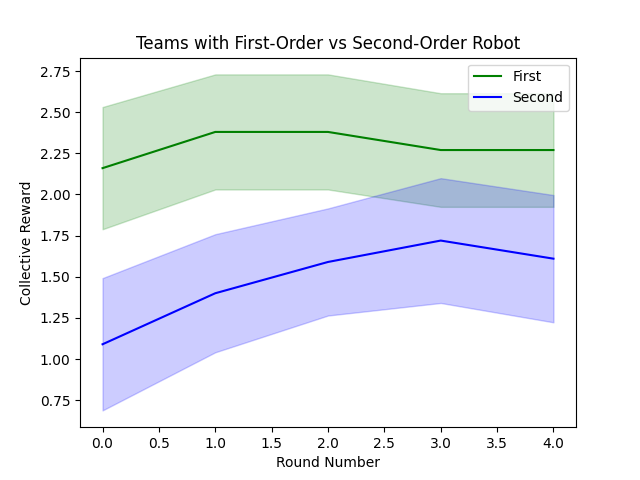 Teams with First-Order vs Second-Order Robot
First
Second
Collective Reward
2.75
2.50
2.25
2.00
1.75
1.50
1.25
1.00
0.75
0.0 0.5 1.0 1.5 2.0 2.5 3.0 3.5 4.0
Round Number